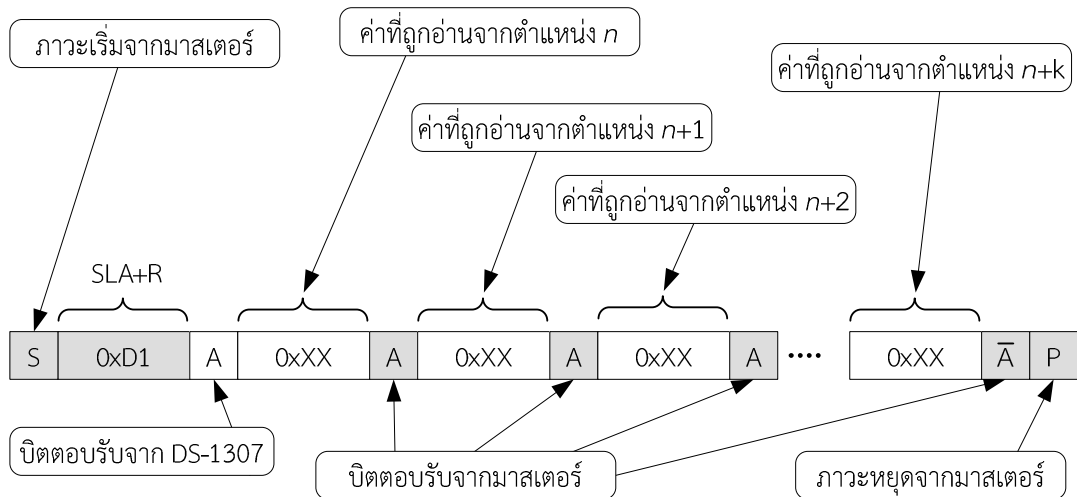 ภาวะเริ่มจากมาสเตอร์
ค่าที่ถูกอ่านจากตำแหน่ง n
ค่าที่ถูกอ่านจากตำแหน่ง n+k
ค่าที่ถูกอ่านจากตำแหน่ง n+1
ค่าที่ถูกอ่านจากตำแหน่ง n+2
SLA+R
S 0xD1 A 0xXX A 0xXX A 0xXX A •••• 0xXX A̅ P
บิตตอบรับจาก DS-1307
บิตตอบรับจากมาสเตอร์
ภาวะหยุดจากมาสเตอร์